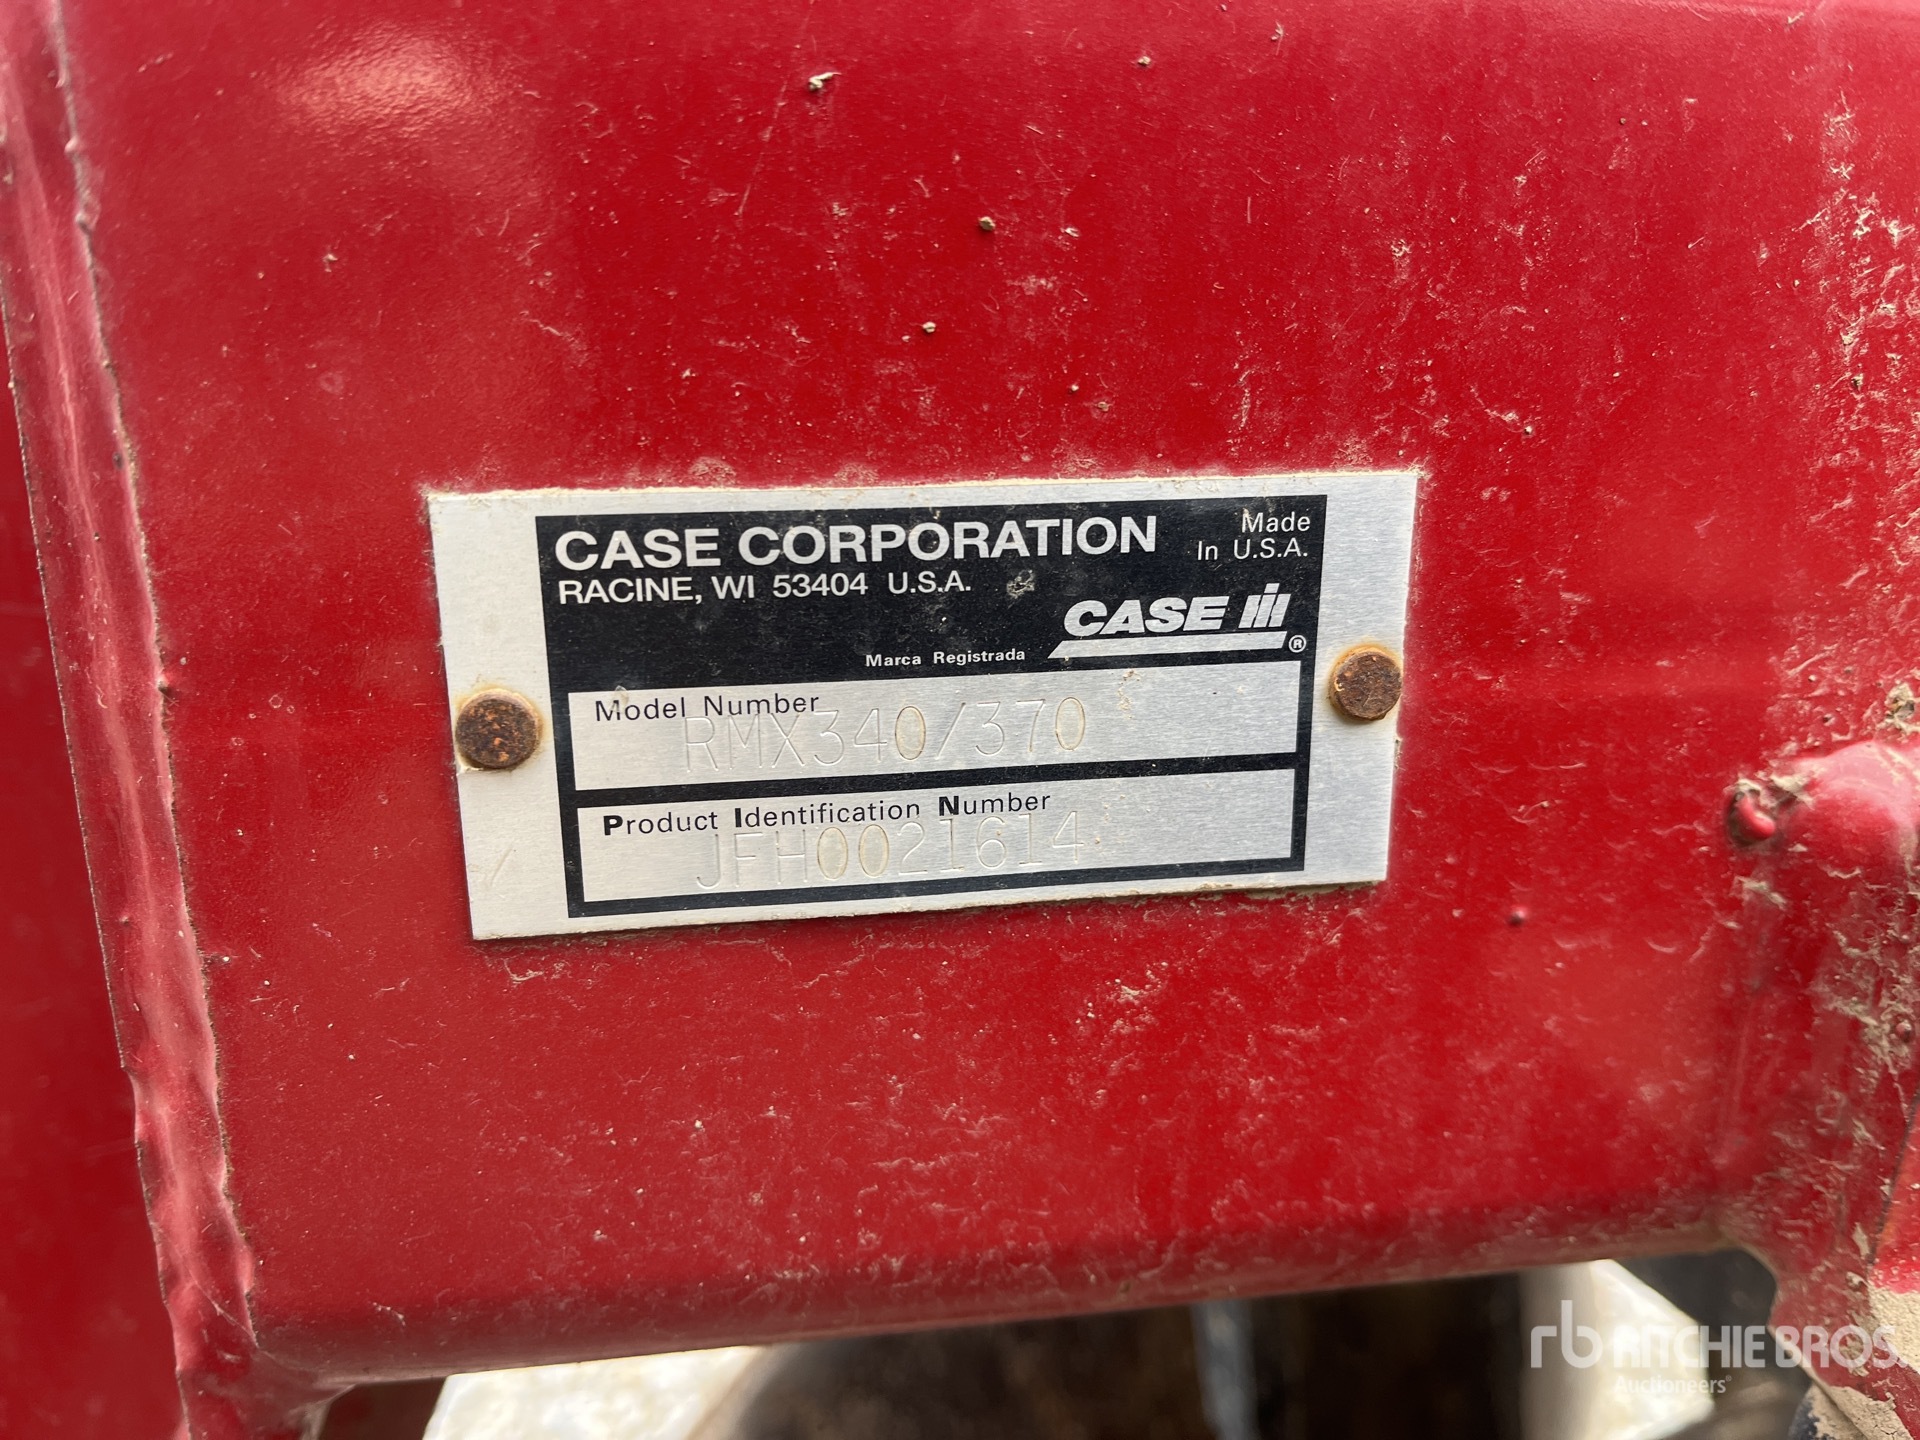 CASE CORPORATION
RACINE, WI 53404 U.S.A.
Made
In U.S.A.
CASE IH
®
Marca Registrada
Model Number
RMX340/370
Product Identification Number
JFH0021614
rb RITCHIE BROS.
Auctioneers